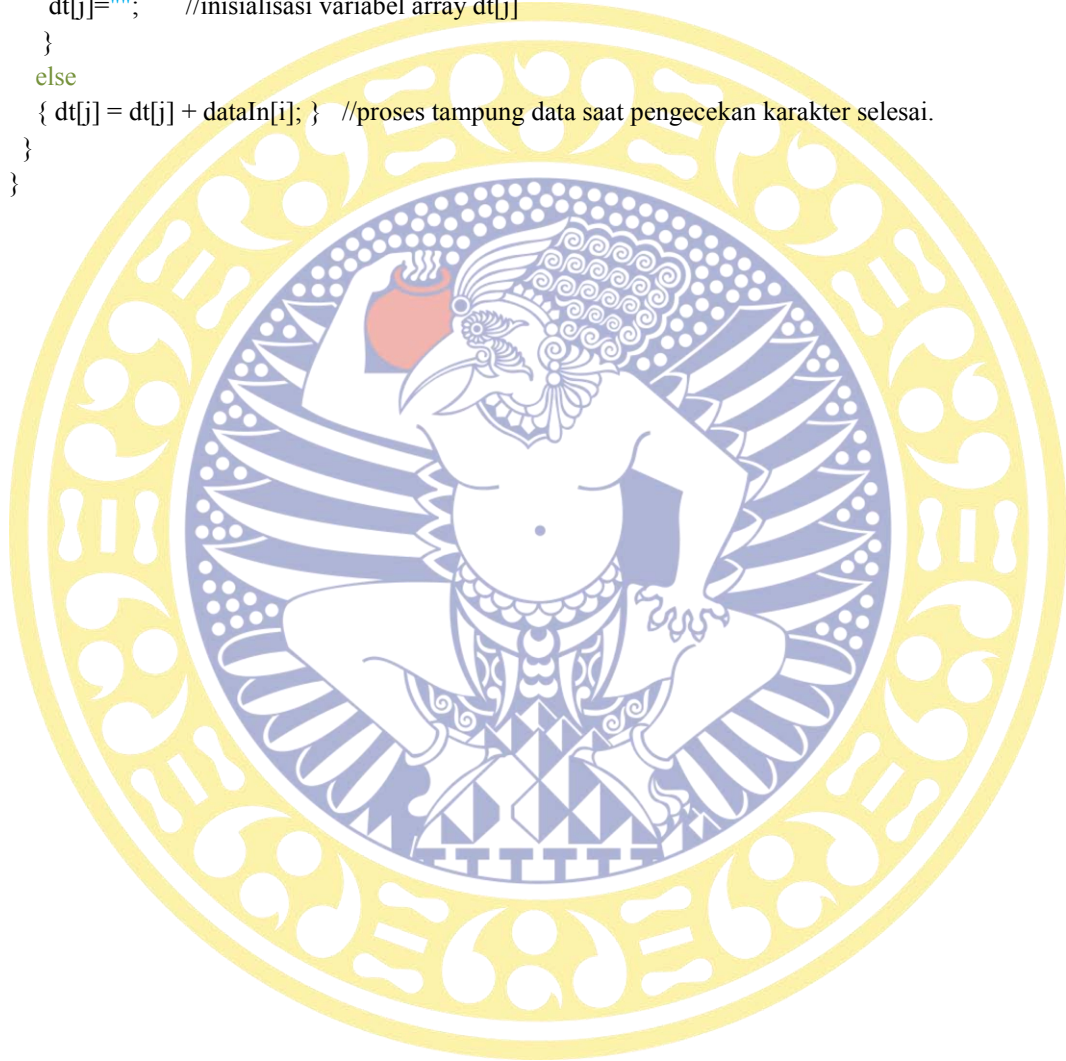 dt[j]=""; //inisialisasi variabel array dt[j]
}
else
{ dt[j] = dt[j] + dataIn[i]; } //proses tampung data saat pengecekan karakter selesai.
}
}